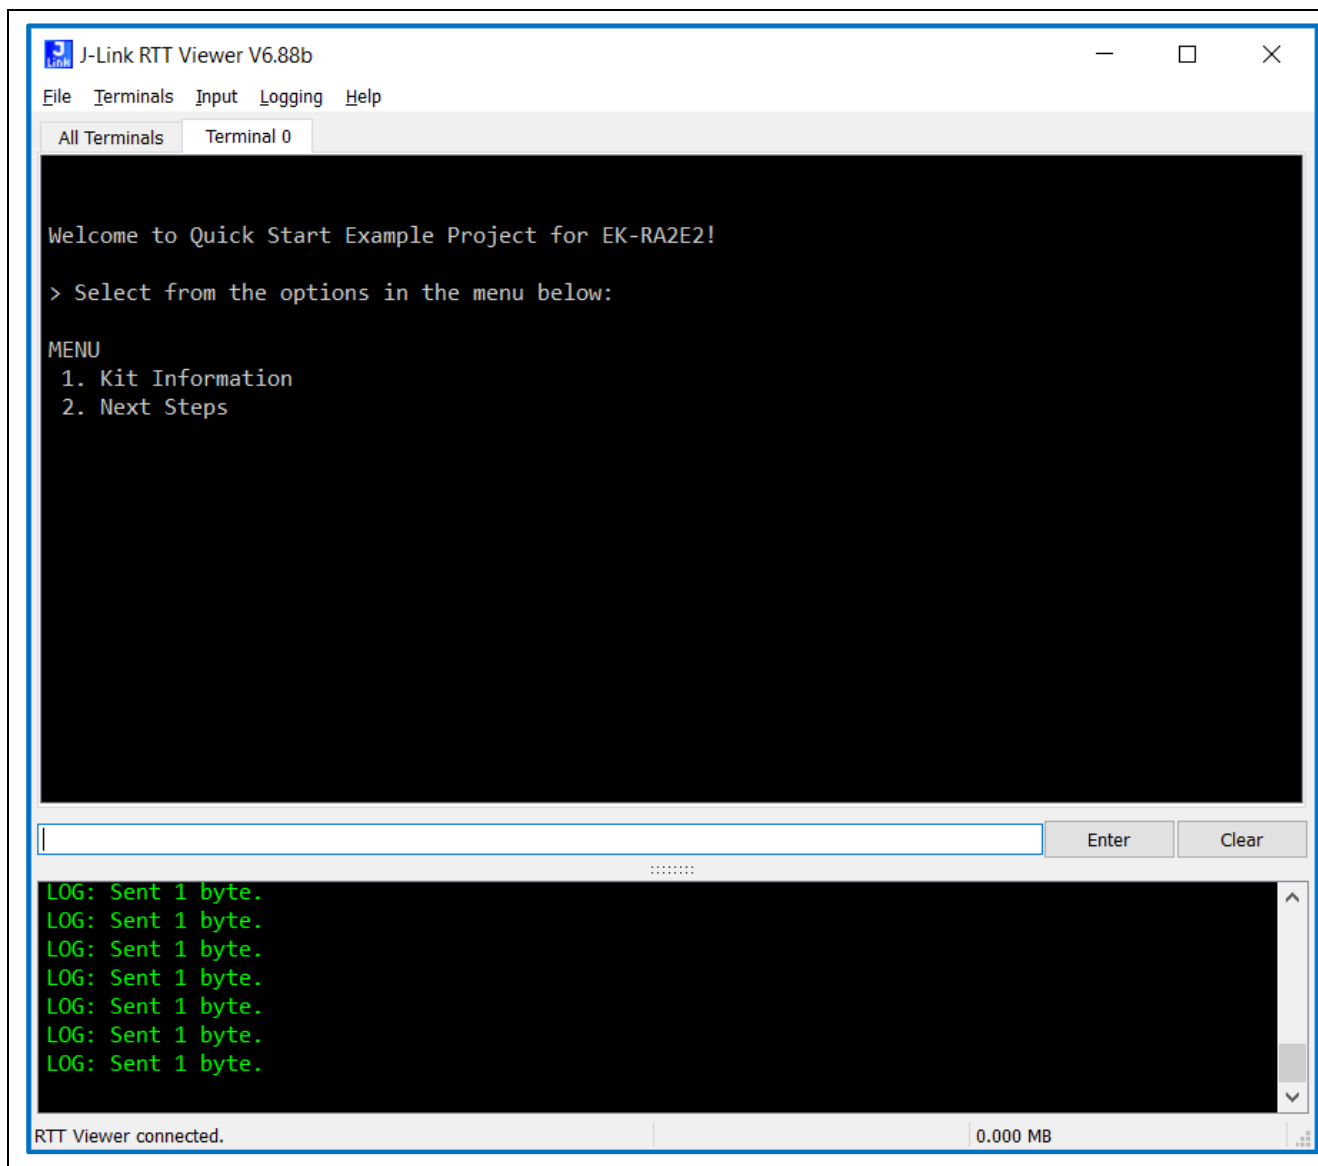 J-Link RTT Viewer V6.88b
File Terminals Input Logging Help
All Terminals Terminal 0
Welcome to Quick Start Example Project for EK-RA2E2!
> Select from the options in the menu below:
MENU
1. Kit Information
2. Next Steps
Enter Clear
LOG: Sent 1 byte.
LOG: Sent 1 byte.
LOG: Sent 1 byte.
LOG: Sent 1 byte.
LOG: Sent 1 byte.
LOG: Sent 1 byte.
LOG: Sent 1 byte.
RTT Viewer connected. 0.000 MB